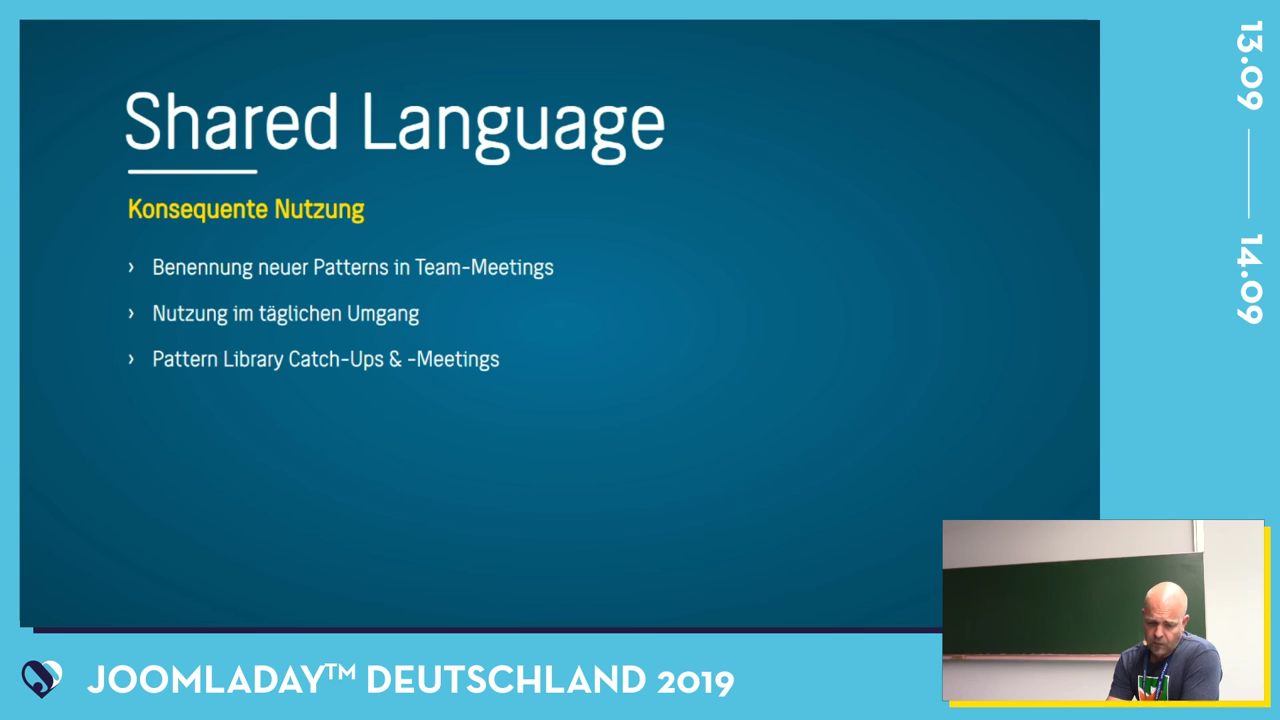 Shared Language
Konsequente Nutzung
› Benennung neuer Patterns in Team-Meetings
› Nutzung im täglichen Umgang
› Pattern Library Catch-Ups & -Meetings
13.09
14.09
JOOMLADAY™ DEUTSCHLAND 2019